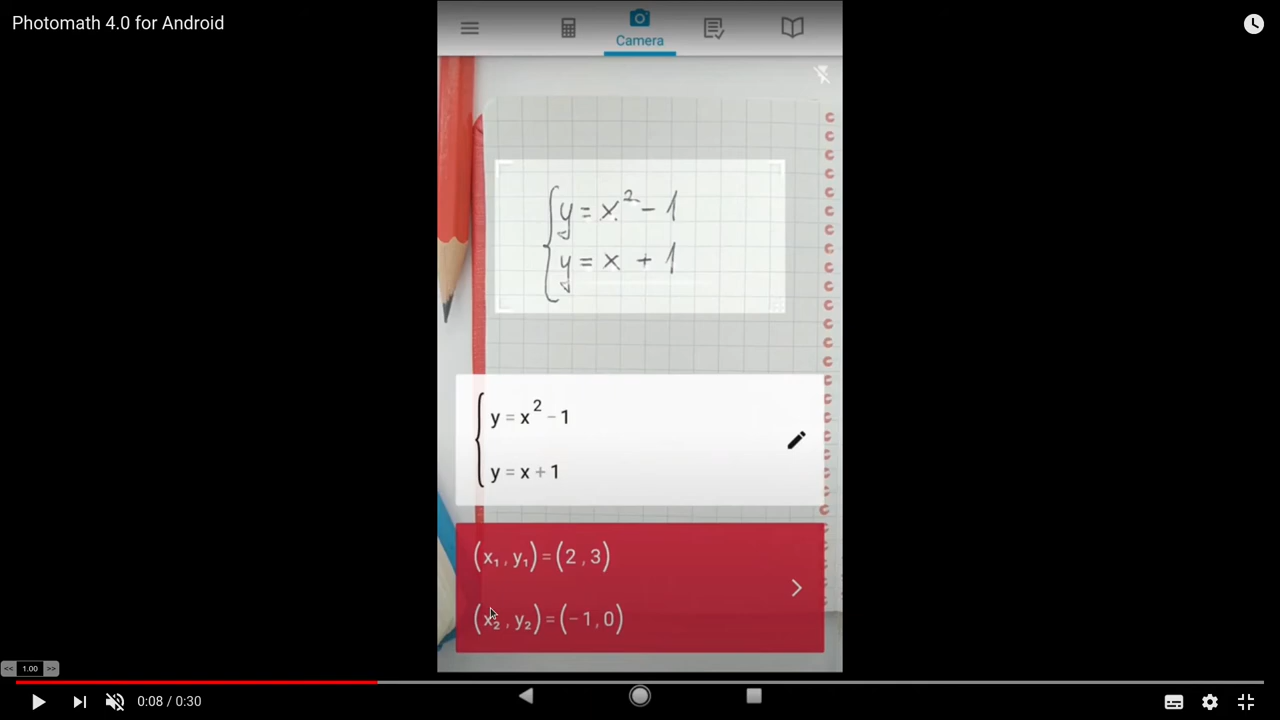 Photomath 4.0 for Android
Camera
y = x² - 1
y = x + 1
y = x² - 1
y = x + 1
(x₁, y₁) = (2, 3)
(x₂, y₂) = (-1, 0)
<< 1.00 >>
0:08 / 0:30